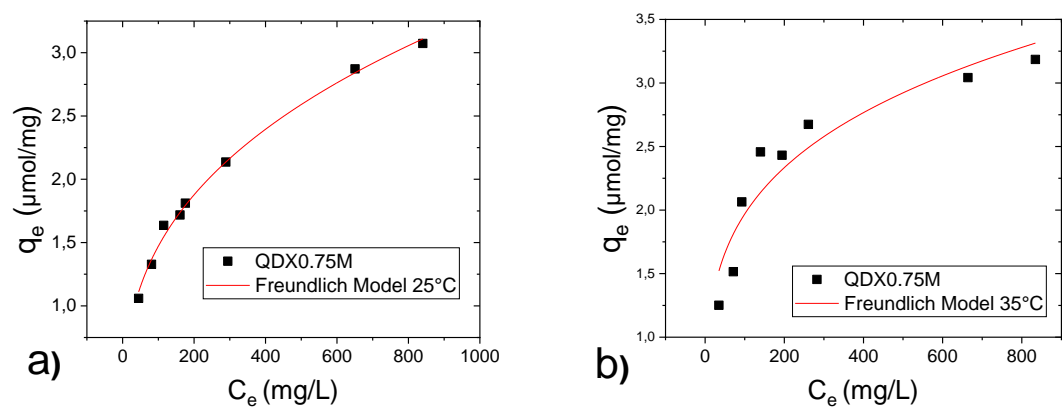 3,0
2,5
2,0
1,5
1,0
qe (µmol/mg)
QDX0.75M
Freundlich Model 25°C
0 200 400 600 800 1000
Ce (mg/L)
a)
3,5
3,0
2,5
2,0
1,5
1,0
qe (µmol/mg)
QDX0.75M
Freundlich Model 35°C
0 200 400 600 800
Ce (mg/L)
b)